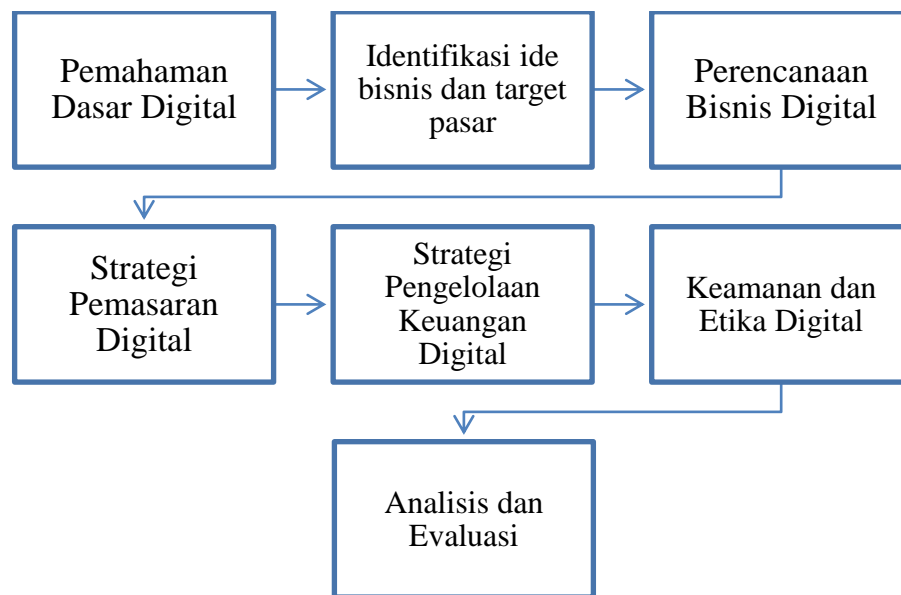 Pemahaman
Dasar Digital
Identifikasi ide
bisnis dan target
pasar
Perencanaan
Bisnis Digital
Strategi
Pemasaran
Digital
Strategi
Pengelolaan
Keuangan
Digital
Keamanan dan
Etika Digital
Analisis dan
Evaluasi